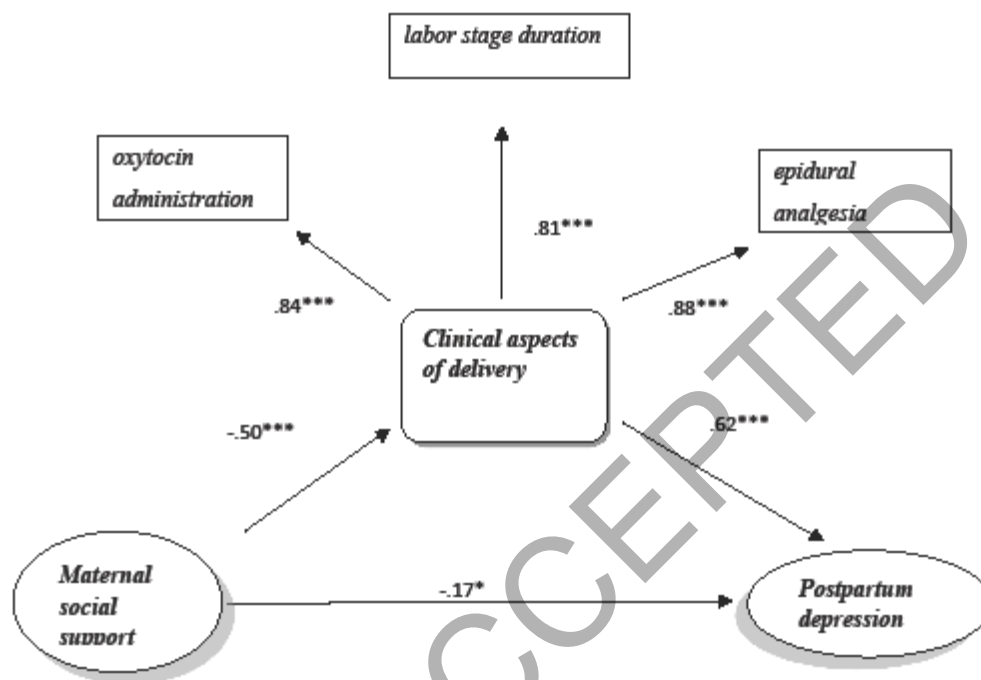 labor stage duration
oxytocin
administration
epidural
analgesia
.81***
.84***
.88***
Clinical aspects
of delivery
-.50***
.62***
Maternal
social
support
-.17*
Postpartum
depression
CCEPTED